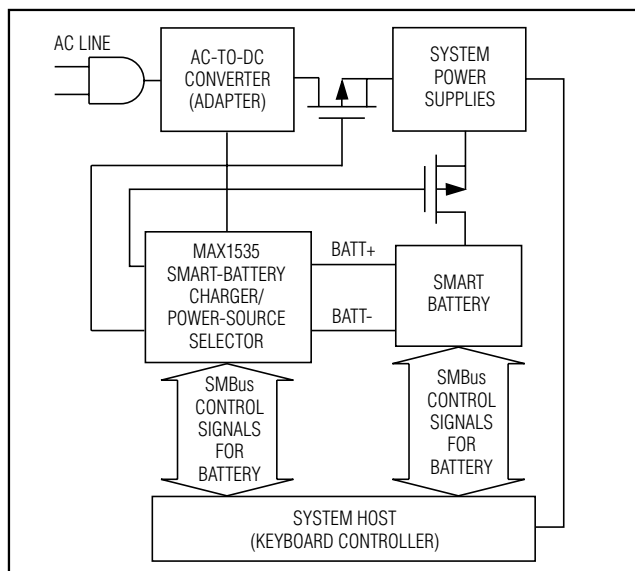 AC LINE
AC-TO-DC
CONVERTER
(ADAPTER)
SYSTEM
POWER
SUPPLIES
MAX1535
SMART-BATTERY
CHARGER/
POWER-SOURCE
SELECTOR
BATT+
BATT-
SMART
BATTERY
SMBus
CONTROL
SIGNALS
FOR
BATTERY
SMBus
CONTROL
SIGNALS
FOR
BATTERY
SYSTEM HOST
(KEYBOARD CONTROLLER)